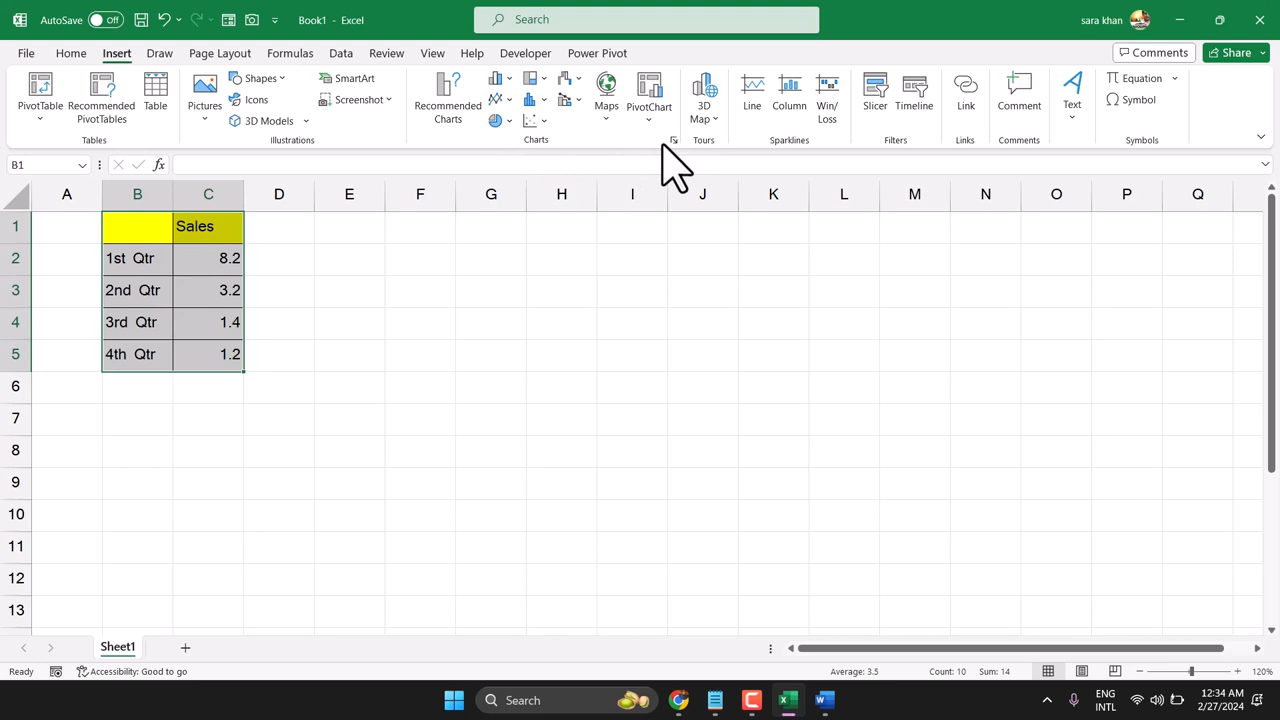 AutoSave Off Book1 - Excel Search sara khan
File Home Insert Draw Page Layout Formulas Data Review View Help Developer Power Pivot Comments Share
PivotTable Recommended PivotTables Table
Tables
Pictures Shapes Icons 3D Models SmartArt Screenshot
Illustrations
Recommended Charts Maps PivotChart
Charts
3D Map
Tours
Line Column Win/Loss
Sparklines
Slicer Timeline
Filters
Link
Links
Comment
Comments
Text
Equation
Symbol
Symbols
B1 fx
A B C D E F G H I J K L M N O P Q
1 Sales
2 1st Qtr 8.2
3 2nd Qtr 3.2
4 3rd Qtr 1.4
5 4th Qtr 1.2
6
7
8
9
10
11
12
13
Sheet1
Ready Accessibility: Good to go Average: 3.5 Count: 10 Sum: 14 120%
Search ENG INTL 12:34 AM 2/27/2024